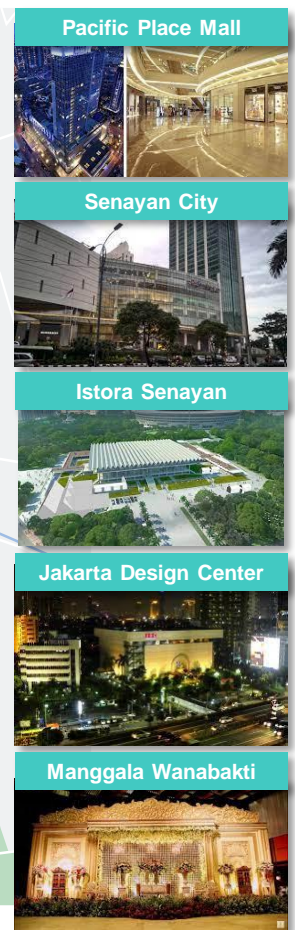 Pacific Place Mall
Senayan City
Istora Senayan
Jakarta Design Center
Manggala Wanabakti